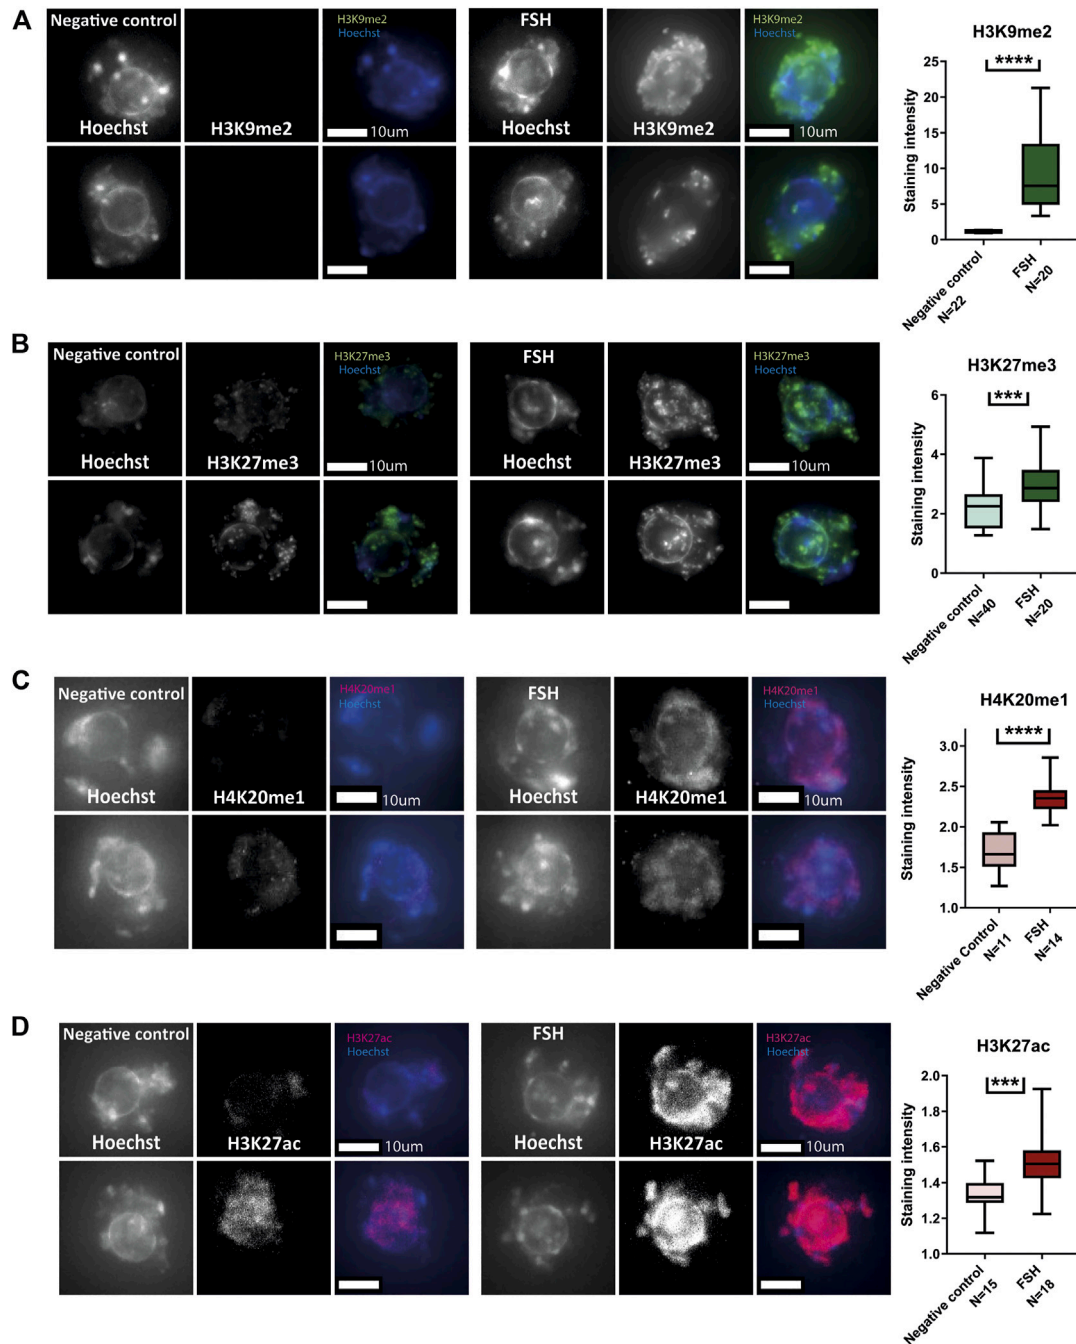 A
Negative control
Hoechst
H3K9me2
H3K9me2
Hoechst
10um
FSH
Hoechst
H3K9me2
H3K9me2
Hoechst
10um
H3K9me2
****
Staining intensity
25
20
15
10
5
0
Negative control
N=22
FSH
N=20
B
Negative control
Hoechst
H3K27me3
H3K27me3
Hoechst
10um
FSH
Hoechst
H3K27me3
H3K27me3
Hoechst
10um
H3K27me3
***
Staining intensity
6
4
2
0
Negative control
N=40
FSH
N=20
C
Negative control
Hoechst
H4K20me1
H4K20me1
Hoechst
10um
FSH
Hoechst
H4K20me1
H4K20me1
Hoechst
10um
H4K20me1
****
Staining intensity
3.0
2.5
2.0
1.5
1.0
Negative Control
N=11
FSH
N=14
D
Negative control
Hoechst
H3K27ac
H3K27ac
Hoechst
10um
FSH
Hoechst
H3K27ac
H3K27ac
Hoechst
10um
H3K27ac
***
Staining intensity
2.0
1.8
1.6
1.4
1.2
1.0
Negative control
N=15
FSH
N=18